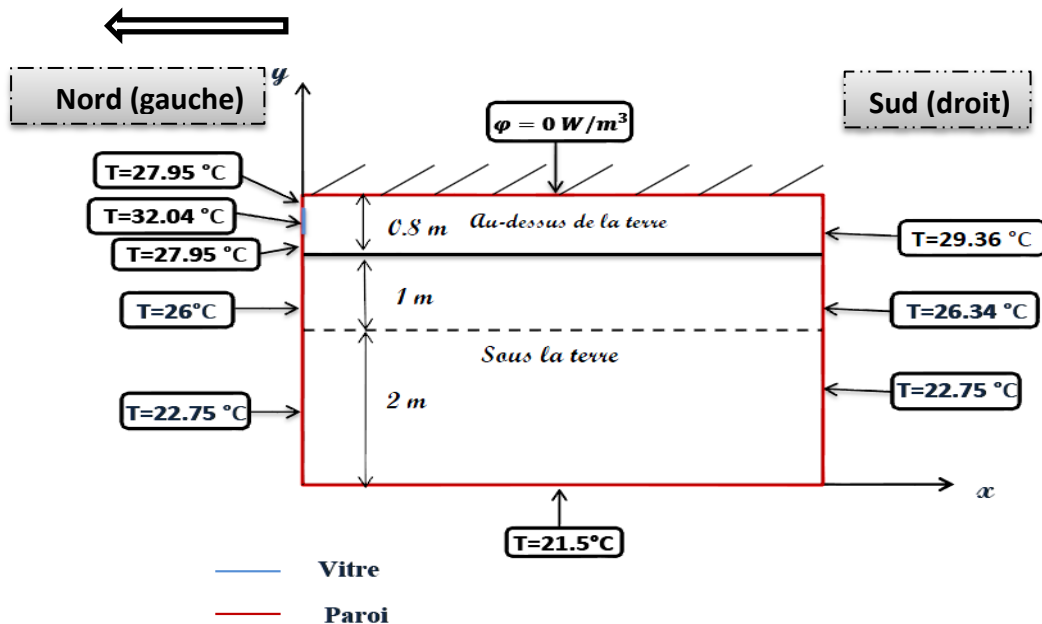 y
Nord (gauche)
Sud (droit)
φ = 0 W/m³
T=27.95 °C
T=32.04 °C
T=27.95 °C
0.8 m
Au-dessus de la terre
T=29.36 °C
T=26°C
1 m
T=26.34 °C
Sous la terre
T=22.75 °C
2 m
T=22.75 °C
x
T=21.5°C
Vitre
Paroi